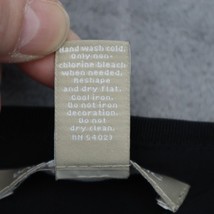 Hand wash cold.
Only non-
chlorine bleach
when needed.
Reshape
and dry flat.
Cool iron.
Do not iron
decoration.
Do not
dry clean.
RN 54021